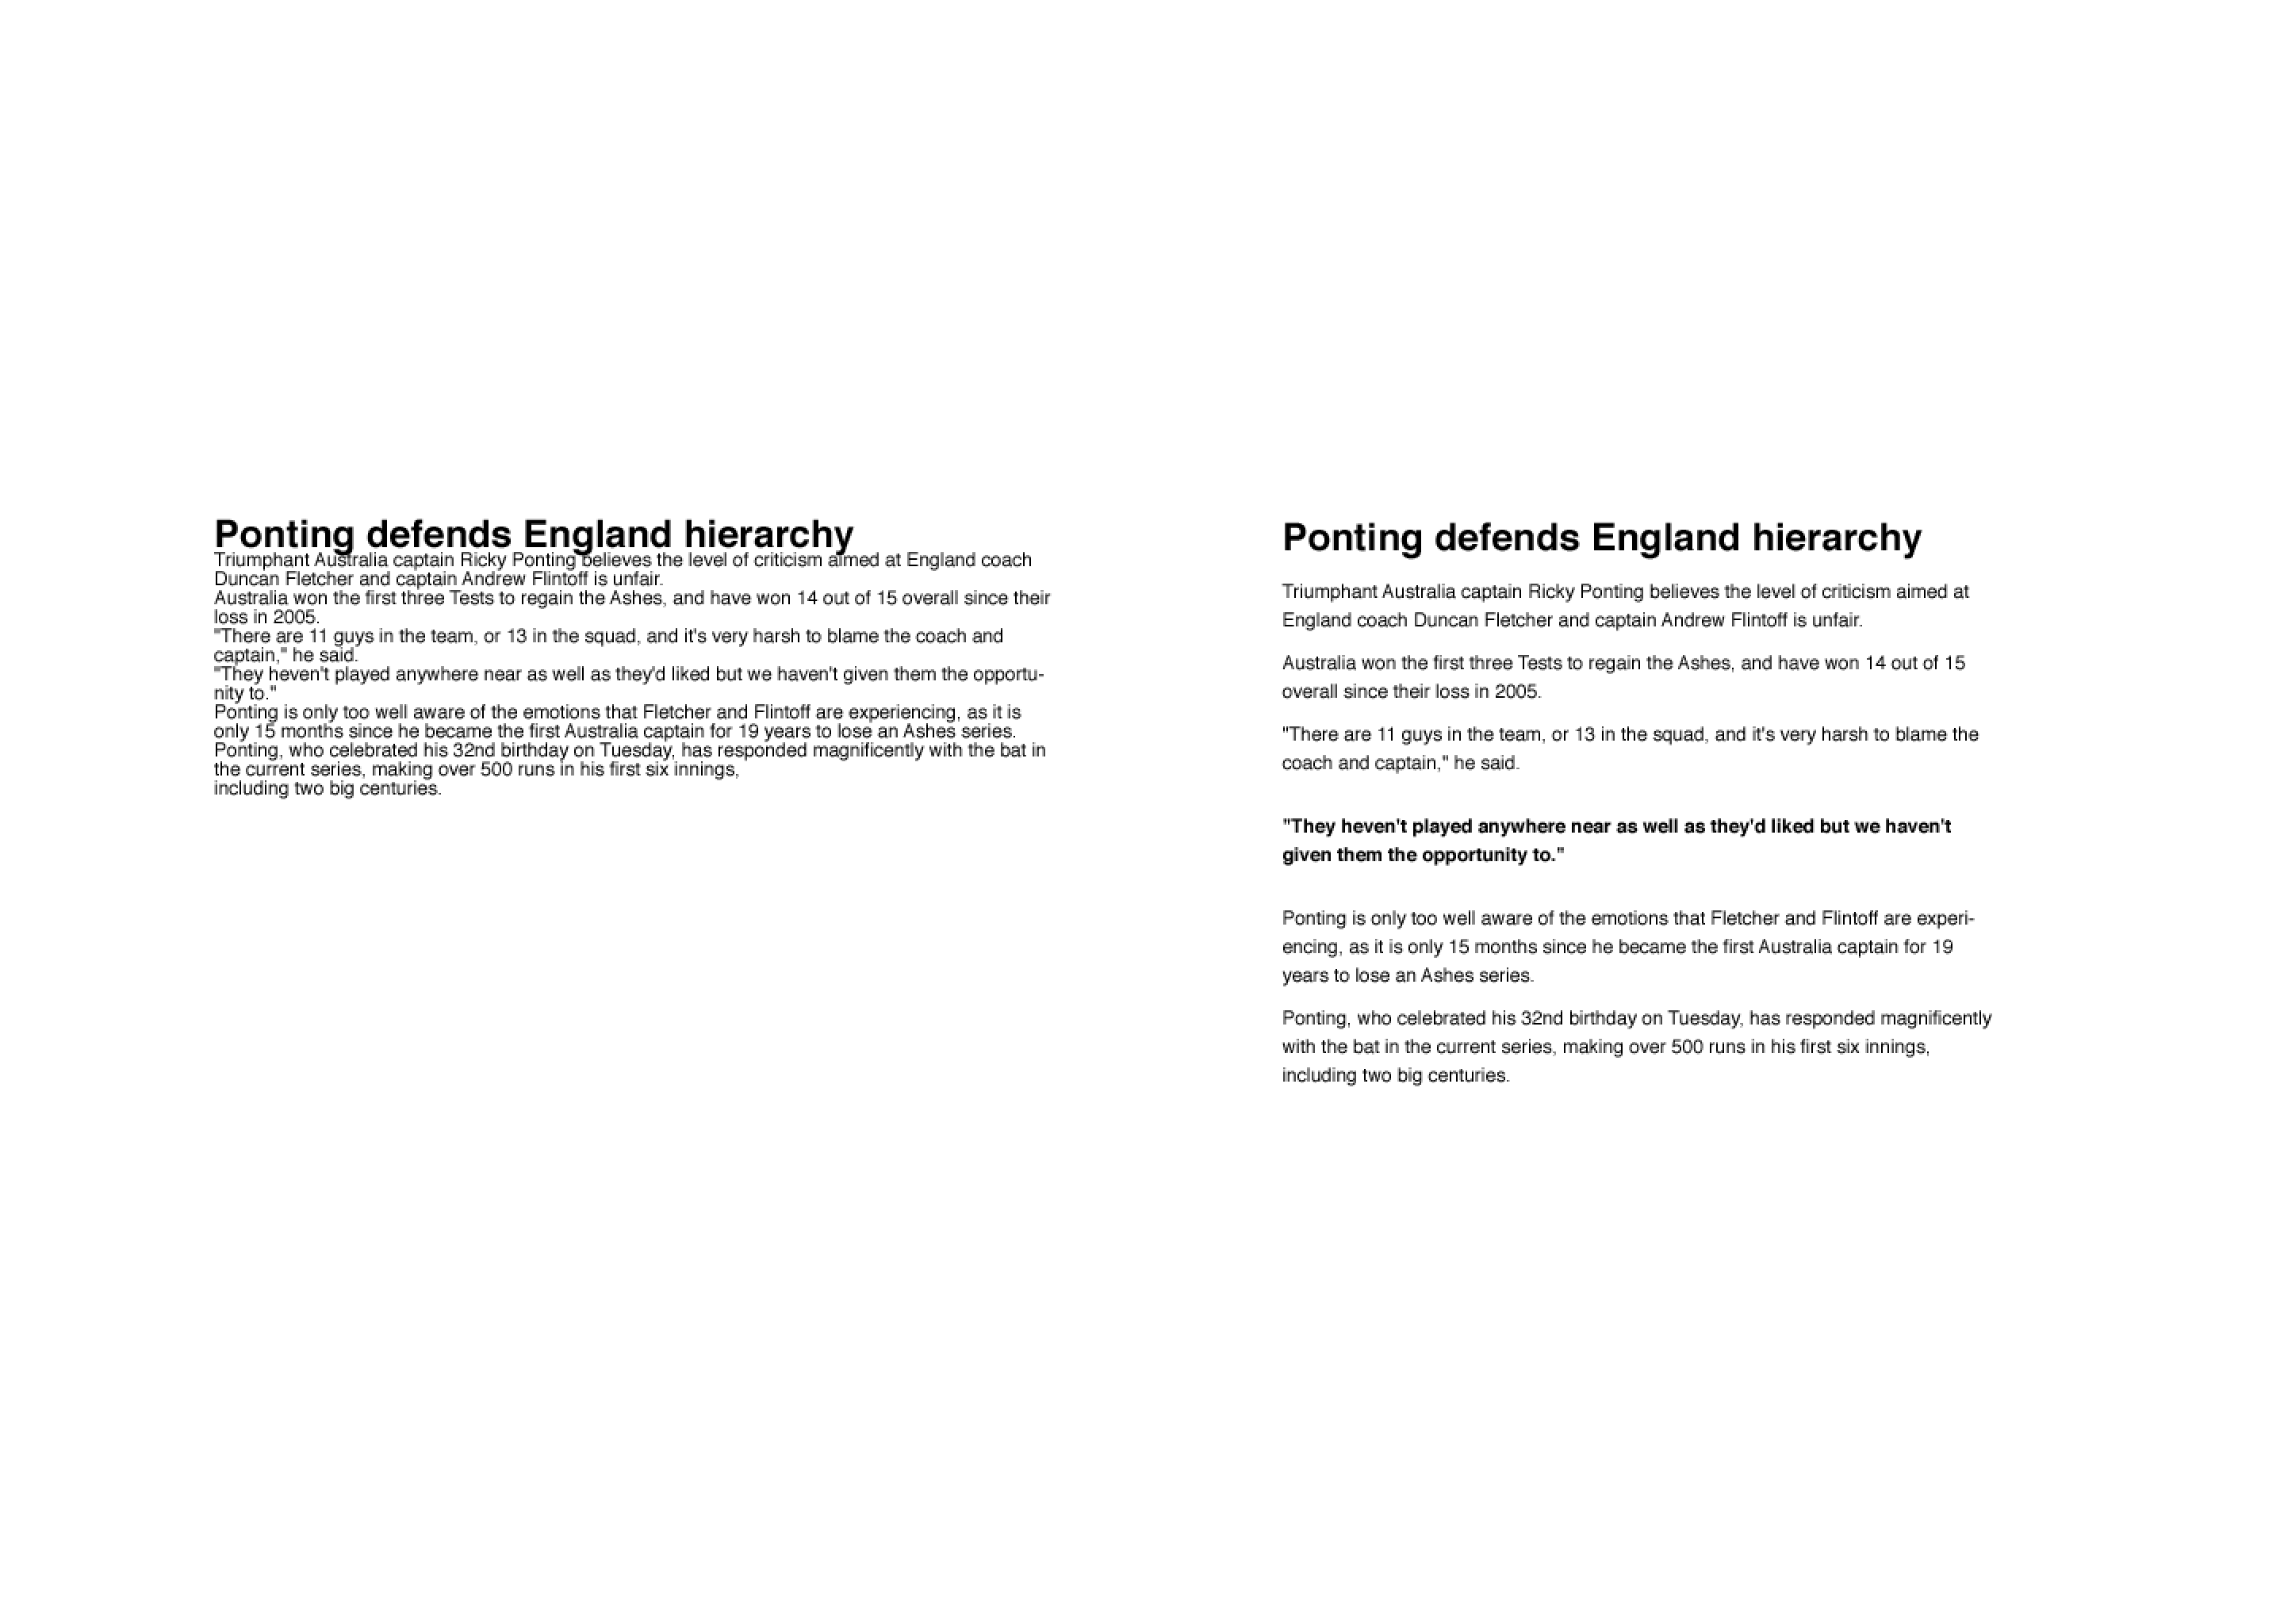 Ponting defends England hierarchy
Triumphant Australia captain Ricky Ponting believes the level of criticism aimed at England coach
Duncan Fletcher and captain Andrew Flintoff is unfair.
Australia won the first three Tests to regain the Ashes, and have won 14 out of 15 overall since their
loss in 2005.
"There are 11 guys in the team, or 13 in the squad, and it's very harsh to blame the coach and
captain," he said.
"They heven't played anywhere near as well as they'd liked but we haven't given them the opportu-
nity to."
Ponting is only too well aware of the emotions that Fletcher and Flintoff are experiencing, as it is
only 15 months since he became the first Australia captain for 19 years to lose an Ashes series.
Ponting, who celebrated his 32nd birthday on Tuesday, has responded magnificently with the bat in
the current series, making over 500 runs in his first six innings,
including two big centuries.
Ponting defends England hierarchy
Triumphant Australia captain Ricky Ponting believes the level of criticism aimed at
England coach Duncan Fletcher and captain Andrew Flintoff is unfair.
Australia won the first three Tests to regain the Ashes, and have won 14 out of 15
overall since their loss in 2005.
"There are 11 guys in the team, or 13 in the squad, and it's very harsh to blame the
coach and captain," he said.
"They heven't played anywhere near as well as they'd liked but we haven't
given them the opportunity to."
Ponting is only too well aware of the emotions that Fletcher and Flintoff are experi-
encing, as it is only 15 months since he became the first Australia captain for 19
years to lose an Ashes series.
Ponting, who celebrated his 32nd birthday on Tuesday, has responded magnificently
with the bat in the current series, making over 500 runs in his first six innings,
including two big centuries.